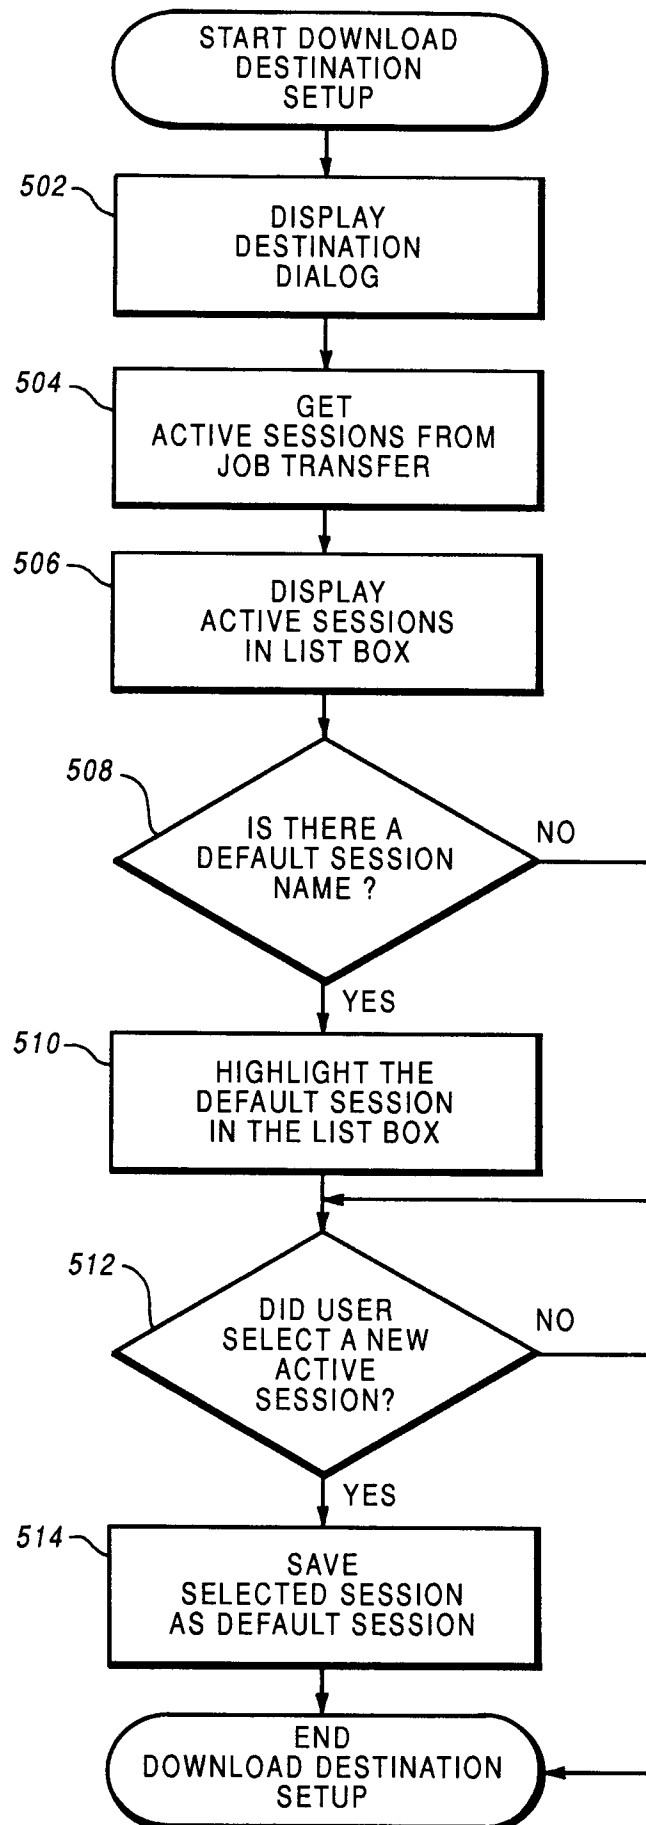 START DOWNLOAD
DESTINATION
SETUP
502
DISPLAY
DESTINATION
DIALOG
504
GET
ACTIVE SESSIONS FROM
JOB TRANSFER
506
DISPLAY
ACTIVE SESSIONS
IN LIST BOX
508
IS THERE A
DEFAULT SESSION
NAME ?
NO
YES
510
HIGHLIGHT THE
DEFAULT SESSION
IN THE LIST BOX
512
DID USER
SELECT A NEW
ACTIVE
SESSION?
NO
YES
514
SAVE
SELECTED SESSION
AS DEFAULT SESSION
END
DOWNLOAD DESTINATION
SETUP